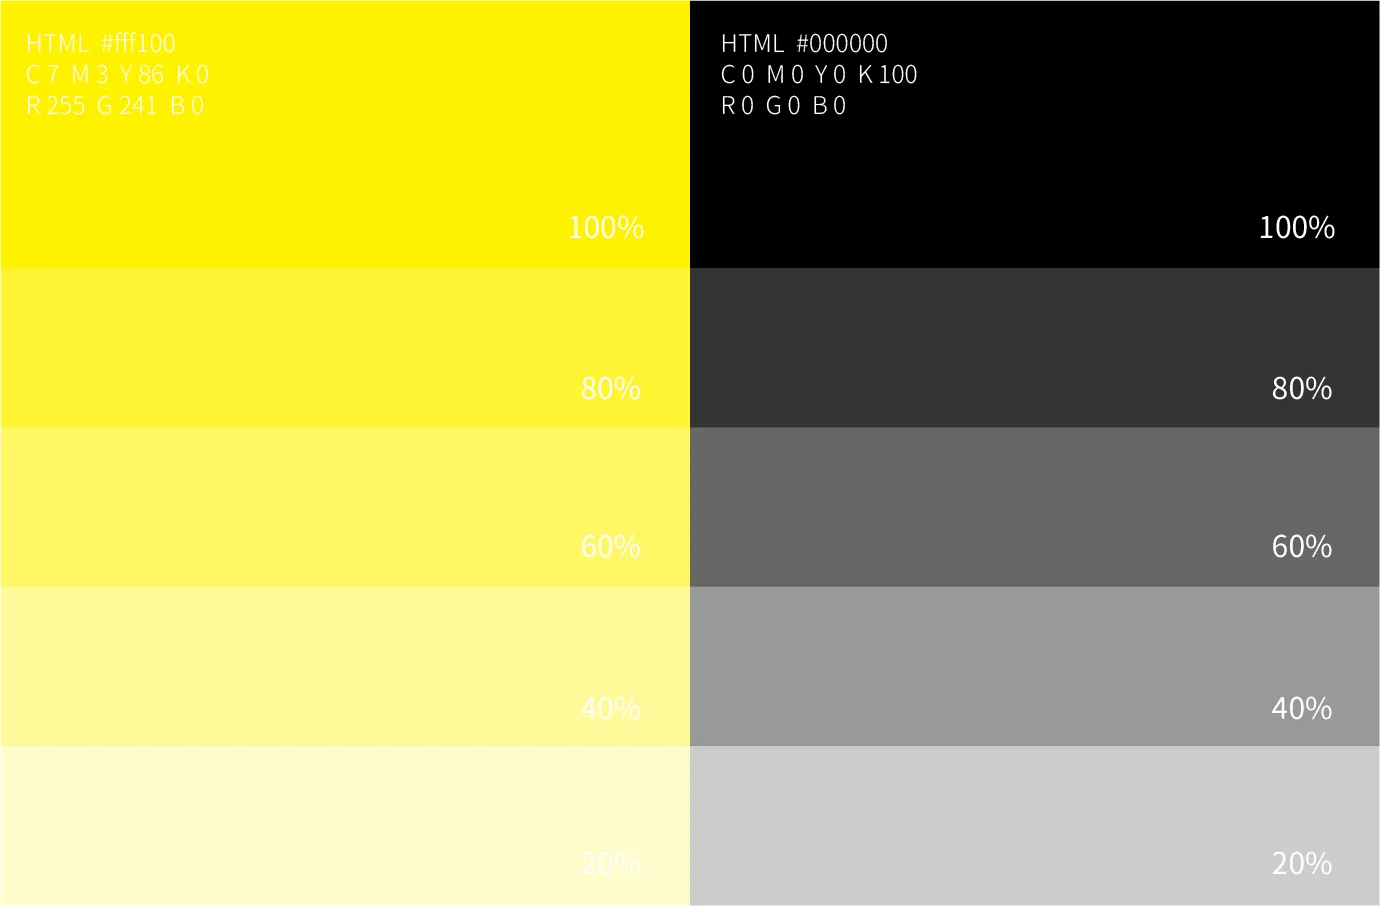 HTML #fff100
C 7 M 3 Y 86 K 0
R 255 G 241 B 0
100%
80%
60%
40%
20%
HTML #000000
C 0 M 0 Y 0 K 100
R 0 G 0 B 0
100%
80%
60%
40%
20%